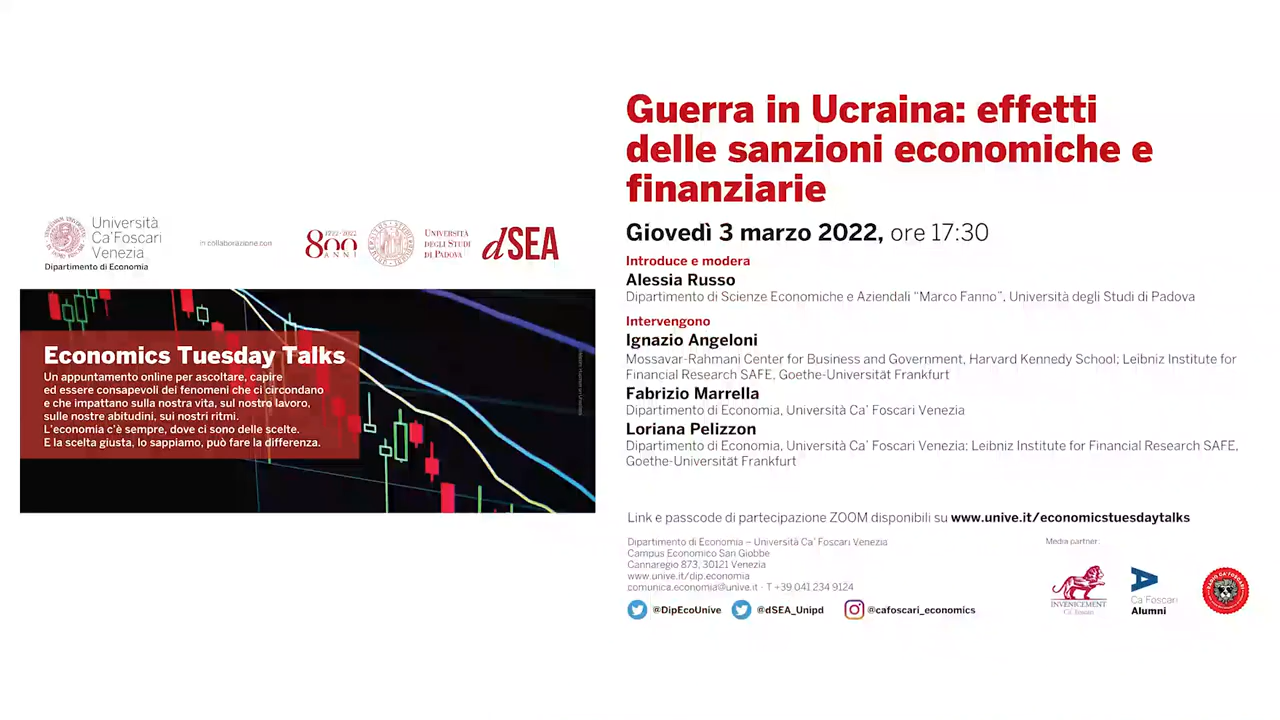 Università
Ca'Foscari
Venezia
Dipartimento di Economia
in collaborazione con
1222-2022
800
ANNI
Università
degli Studi
di Padova
dSEA
Economics Tuesday Talks
Un appuntamento online per ascoltare, capire
ed essere consapevoli dei fenomeni che ci circondano
e che impattano sulla nostra vita, sul nostro lavoro,
sulle nostre abitudini, sui nostri ritmi.
L'economia c'è sempre, dove ci sono delle scelte.
E la scelta giusta, lo sappiamo, può fare la differenza.
Guerra in Ucraina: effetti
delle sanzioni economiche e
finanziarie
Giovedì 3 marzo 2022, ore 17:30
Introduce e modera
Alessia Russo
Dipartimento di Scienze Economiche e Aziendali “Marco Fanno”, Università degli Studi di Padova
Intervengono
Ignazio Angeloni
Mossavar-Rahmani Center for Business and Government, Harvard Kennedy School; Leibniz Institute for
Financial Research SAFE, Goethe-Universität Frankfurt
Fabrizio Marrella
Dipartimento di Economia, Università Ca' Foscari Venezia
Loriana Pelizzon
Dipartimento di Economia, Università Ca' Foscari Venezia; Leibniz Institute for Financial Research SAFE,
Goethe-Universität Frankfurt
Link e passcode di partecipazione ZOOM disponibili su www.unive.it/economicstuesdaytalks
Dipartimento di Economia – Università Ca' Foscari Venezia
Campus Economico San Giobbe
Cannaregio 873, 30121 Venezia
www.unive.it/dip.economia
comunica.economia@unive.it - T +39 041 234 9124
@DipEcoUnive @dSEA_Unipd @cafoscari_economics
Media partner:
INVENICEMENT
Ca' Foscari
Ca' Foscari
Alumni
RADIO CA' FOSCARI